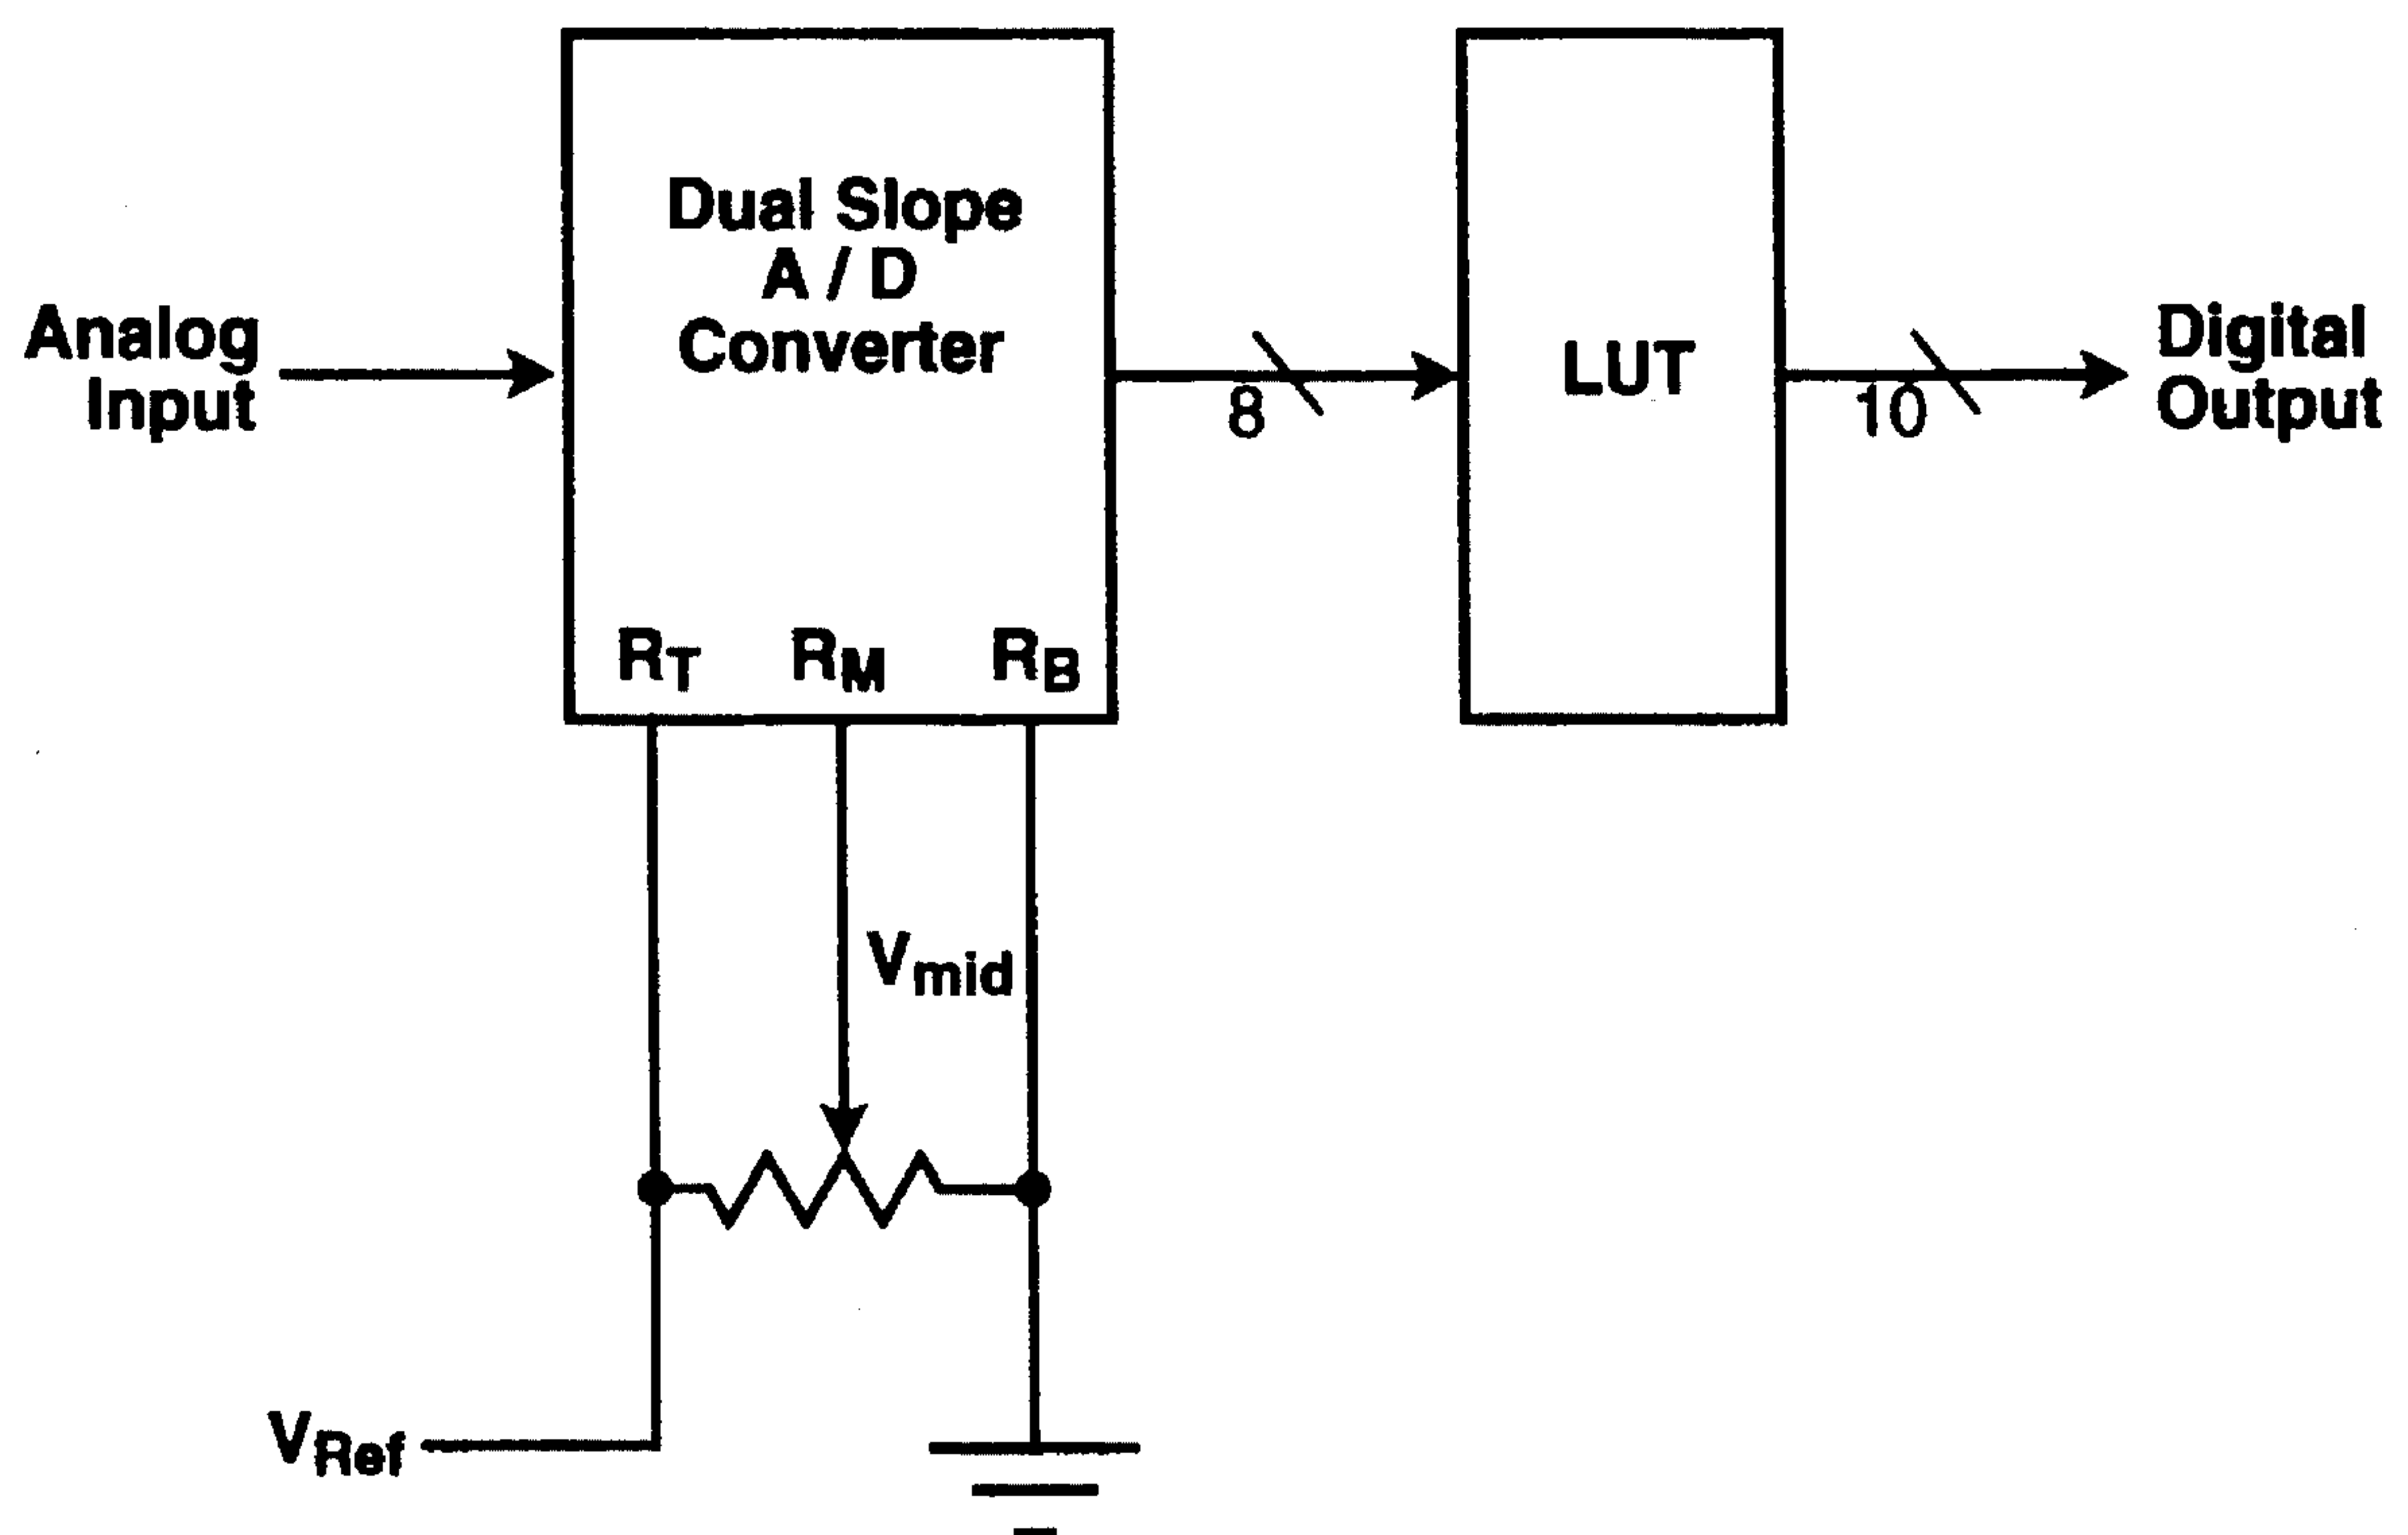 Dual Slope
A / D
Converter
Analog
Input
8
LUT
10
Digital
Output
RT
RM
RB
Vmid
VRef